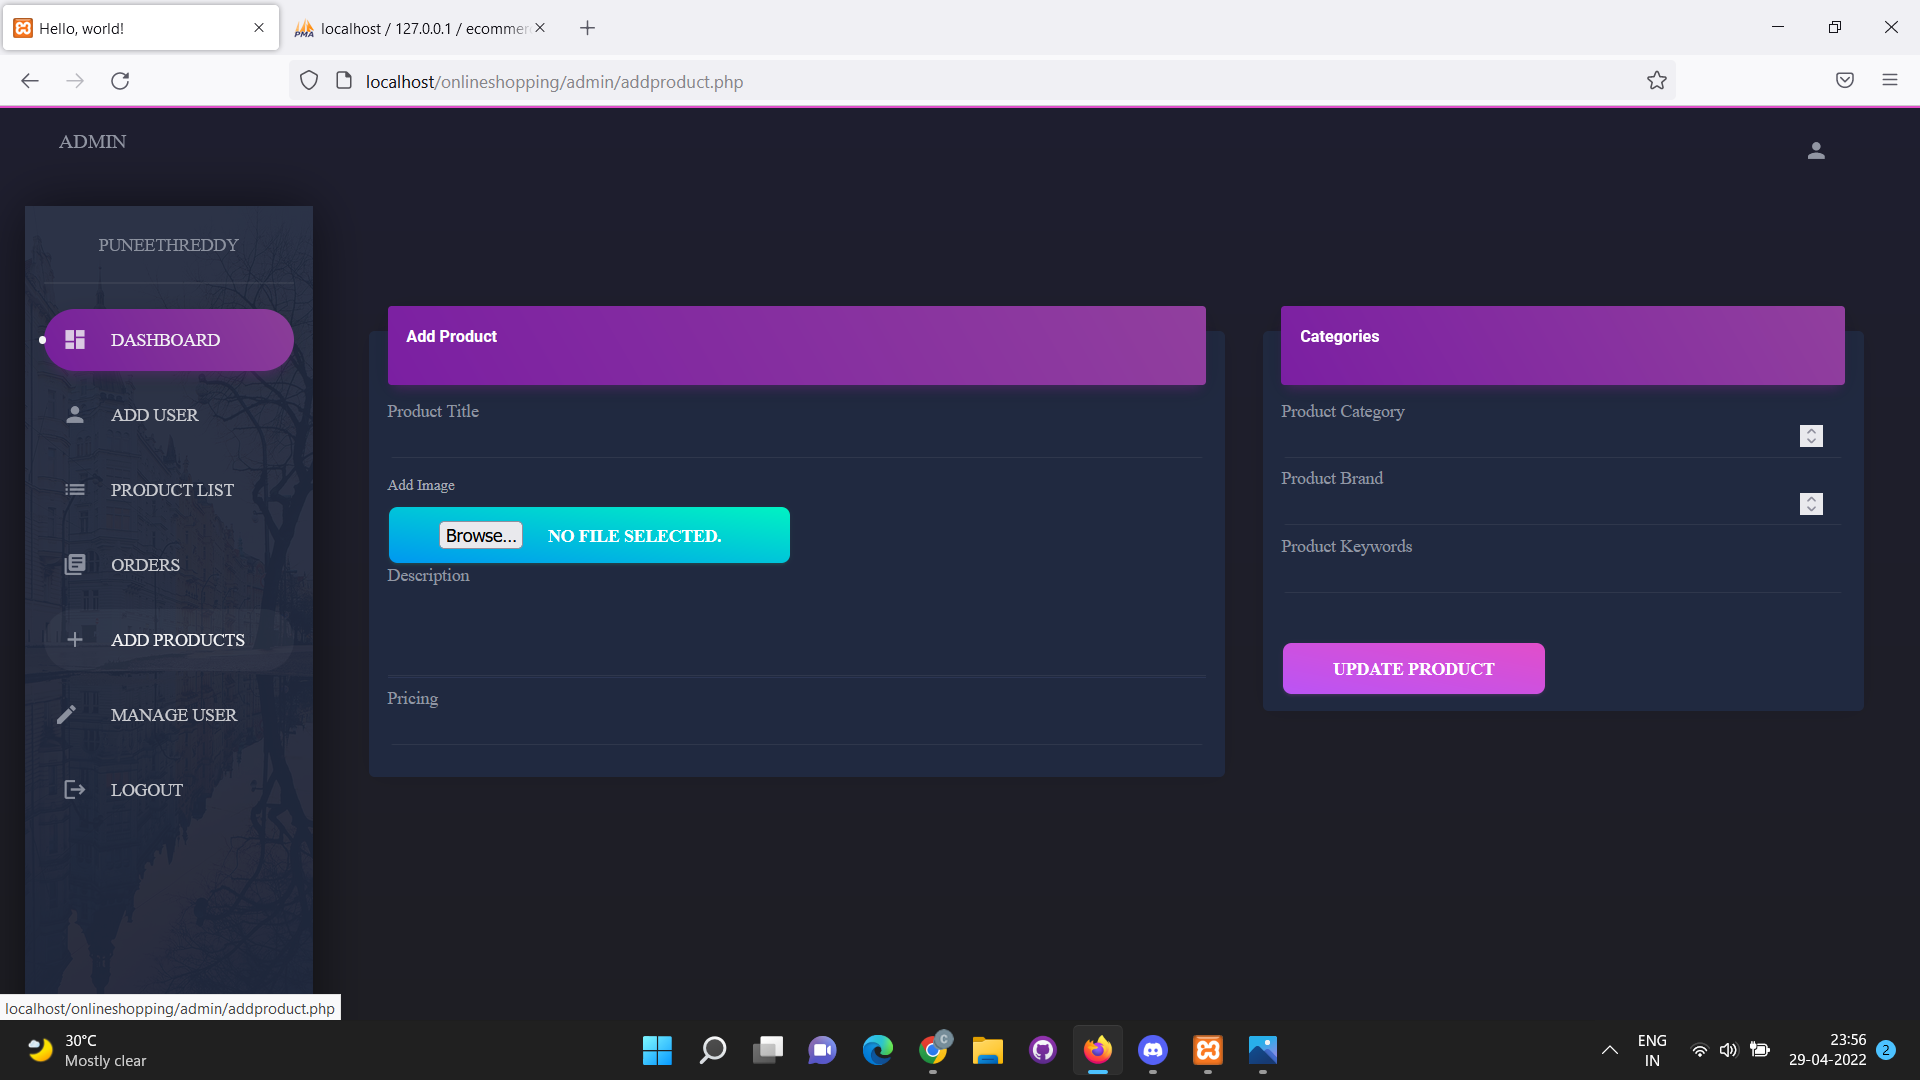 Hello, world!
localhost / 127.0.0.1 / ecommer
localhost/onlineshopping/admin/addproduct.php
ADMIN
PUNEETHREDDY
DASHBOARD
ADD USER
PRODUCT LIST
ORDERS
ADD PRODUCTS
MANAGE USER
LOGOUT
Add Product
Product Title
Add Image
Browse... NO FILE SELECTED.
Description
Pricing
Categories
Product Category
Product Brand
Product Keywords
UPDATE PRODUCT
localhost/onlineshopping/admin/addproduct.php
30°C
Mostly clear
C
ENG
IN
23:56
29-04-2022
2